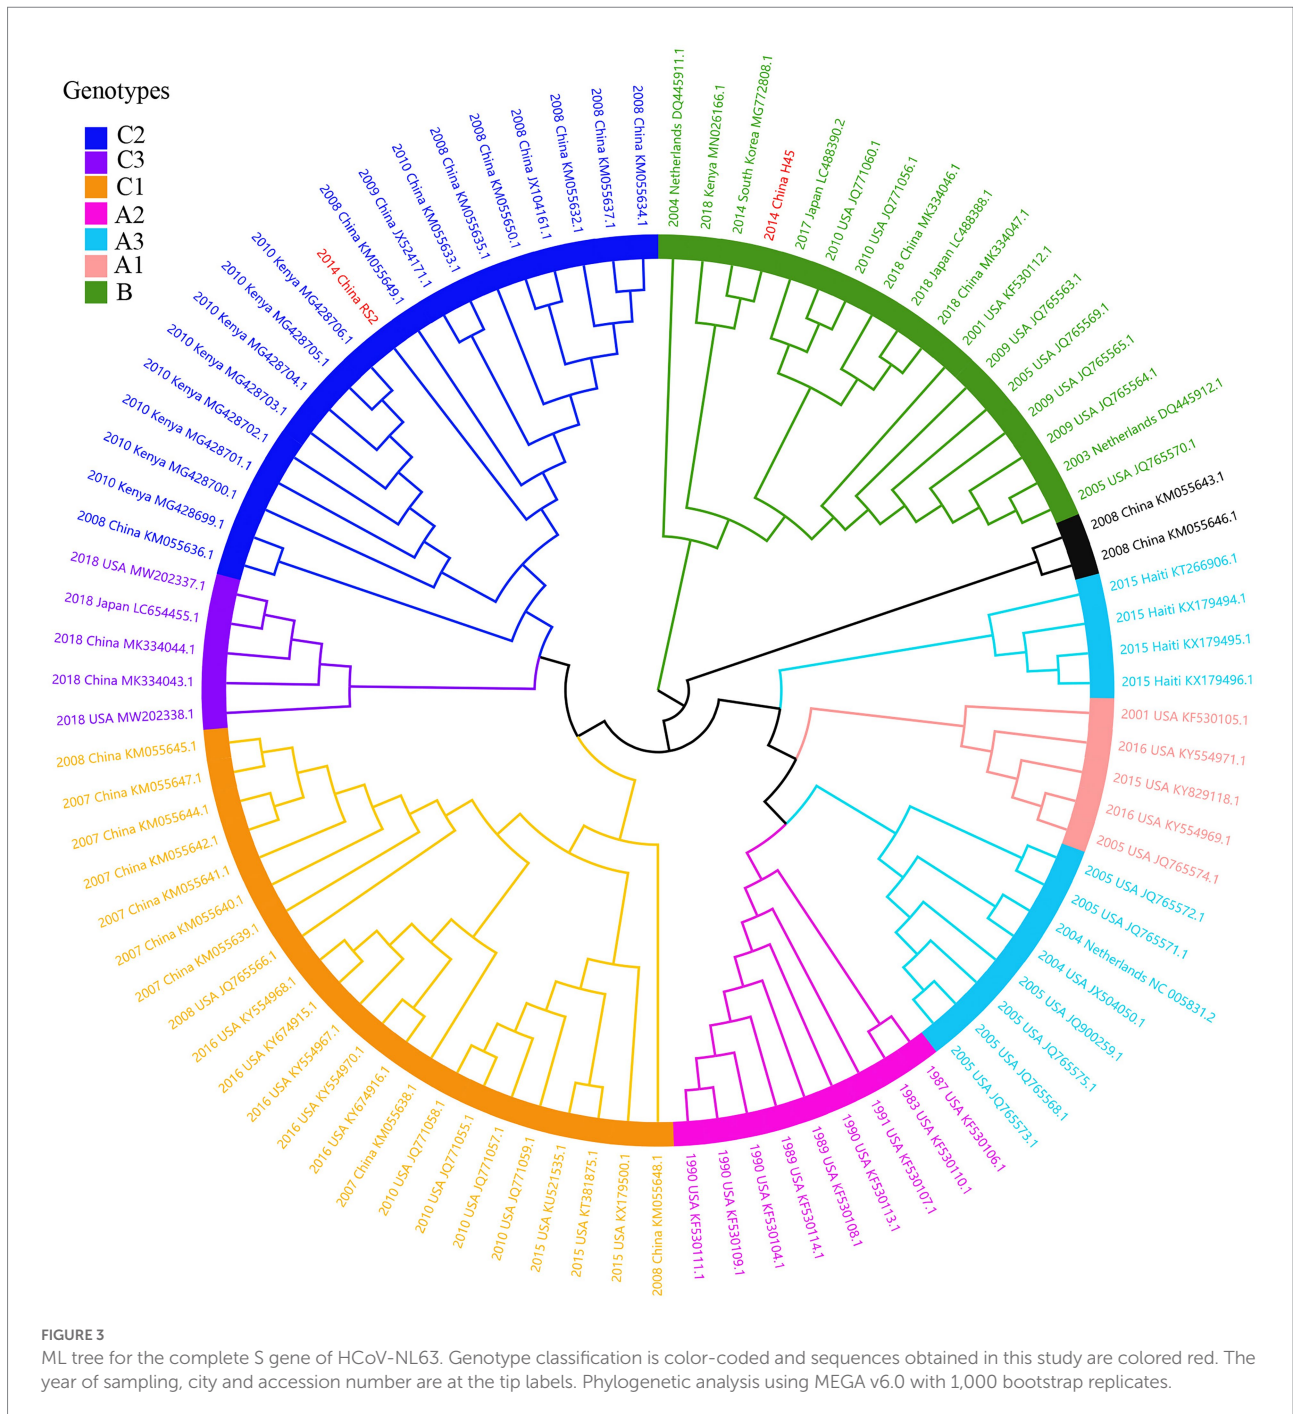 Genotypes
C2
C3
C1
A2
A3
A1
B
2004 Netherlands DQ445911.1
2018 Kenya MN026166.1
2014 South Korea MG772808.1
2014 China H45
2017 Japan LC488390.2
2010 USA JQ771060.1
2010 USA JQ771056.1
2018 China MK334046.1
2018 Japan LC488388.1
2018 China MK334047.1
2001 USA KF530112.1
2009 USA JQ765563.1
2005 USA JQ765569.1
2009 USA JQ765565.1
2009 USA JQ765564.1
2003 Netherlands DQ445912.1
2005 USA JQ765570.1
2008 China KM055643.1
2008 China KM055646.1
2015 Haiti KT266906.1
2015 Haiti KX179494.1
2015 Haiti KX179495.1
2015 Haiti KX179496.1
2001 USA KF530105.1
2016 USA KY554971.1
2015 USA KY829118.1
2016 USA KY554969.1
2005 USA JQ765574.1
2005 USA JQ765572.1
2005 USA JQ765571.1
2004 Netherlands NC 005831.2
2004 USA JX504050.1
2005 USA JQ900259.1
2005 USA JQ765575.1
2005 USA JQ765568.1
2005 USA JQ765573.1
1987 USA KF530106.1
1983 USA KF530110.1
1991 USA KF530107.1
1990 USA KF530113.1
1989 USA KF530108.1
1989 USA KF530114.1
1990 USA KF530104.1
1990 USA KF530109.1
1990 USA KF530111.1
2008 China KM055648.1
2015 USA KX179500.1
2015 USA KT381875.1
2015 USA KU521535.1
2010 USA JQ771059.1
2010 USA JQ771057.1
2010 USA JQ771055.1
2010 USA JQ771058.1
2007 China KM055638.1
2016 USA KY674916.1
2016 USA KY554970.1
2016 USA KY554967.1
2016 USA KY674915.1
2016 USA KY554968.1
2008 USA JQ765566.1
2007 China KM055639.1
2007 China KM055640.1
2007 China KM055641.1
2007 China KM055642.1
2007 China KM055644.1
2007 China KM055647.1
2008 China KM055645.1
2018 USA MW202338.1
2018 China MK334043.1
2018 China MK334044.1
2018 Japan LC654455.1
2018 USA MW202337.1
2008 China KM055636.1
2010 Kenya MG428699.1
2010 Kenya MG428700.1
2010 Kenya MG428701.1
2010 Kenya MG428702.1
2010 Kenya MG428703.1
2010 Kenya MG428704.1
2010 Kenya MG428705.1
2010 Kenya MG428706.1
2014 China RS2
2008 China KM055649.1
2009 China JX524171.1
2010 China KM055633.1
2008 China KM055635.1
2008 China KM055650.1
2008 China JX104161.1
2008 China KM055632.1
2008 China KM055637.1
2008 China KM055634.1
FIGURE 3
ML tree for the complete S gene of HCoV-NL63. Genotype classification is color-coded and sequences obtained in this study are colored red. The
year of sampling, city and accession number are at the tip labels. Phylogenetic analysis using MEGA v6.0 with 1,000 bootstrap replicates.